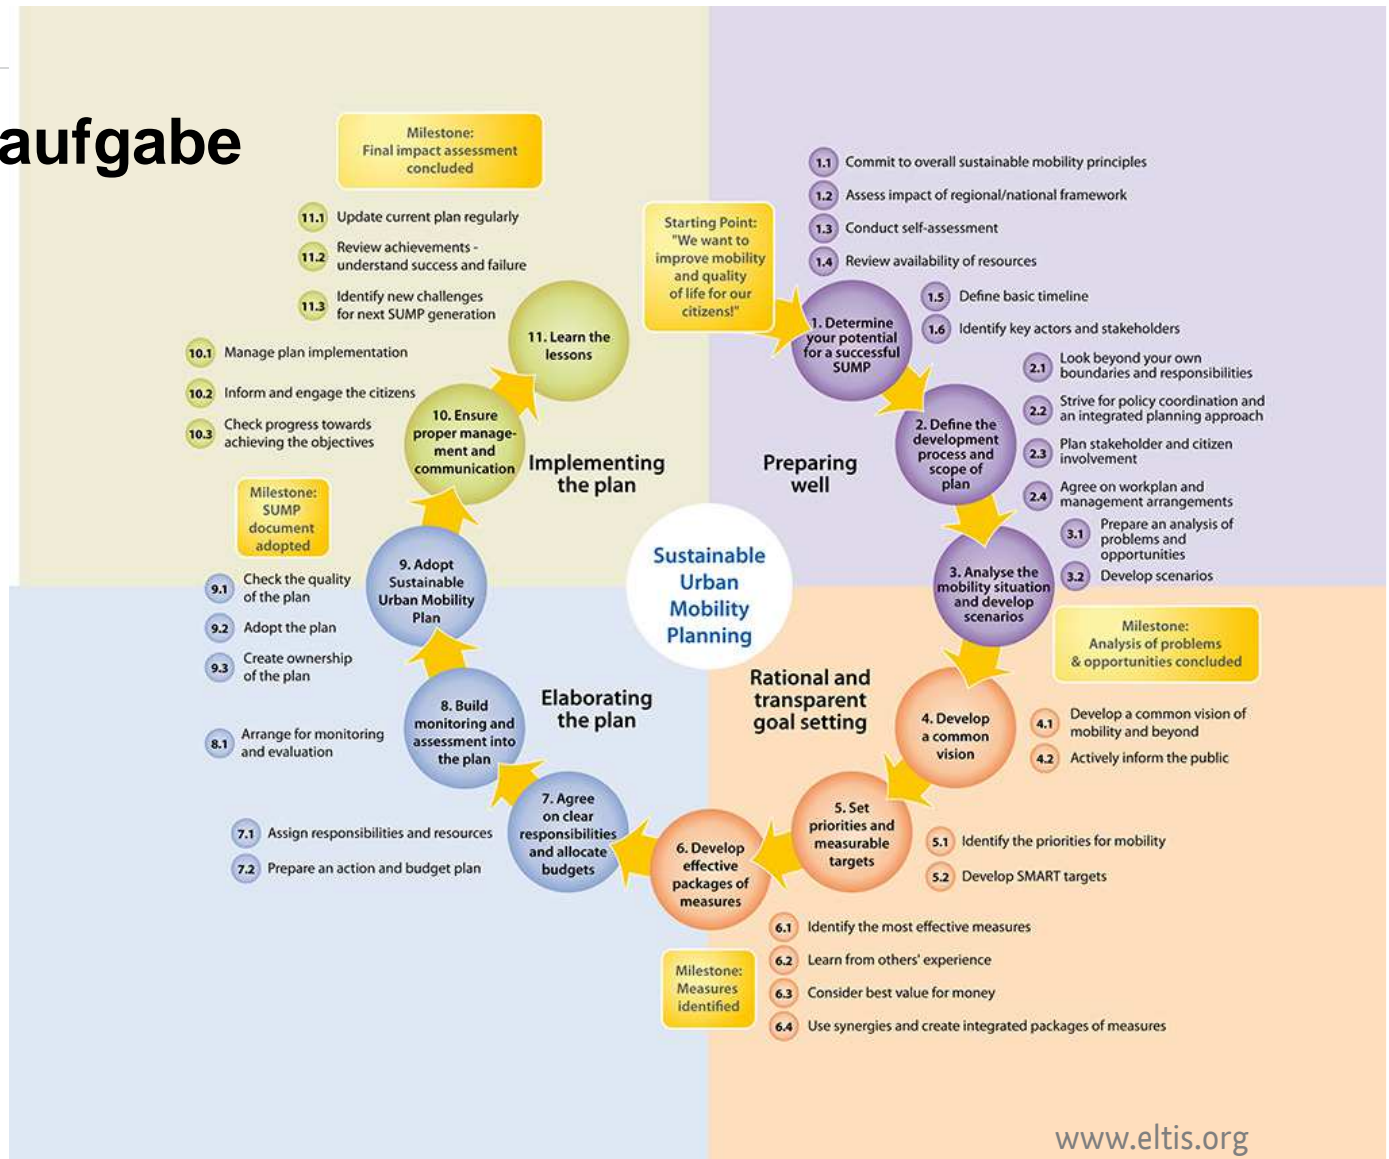 aufgabe
Milestone:
Final impact assessment
concluded
11.1 Update current plan regularly
11.2 Review achievements -
understand success and failure
11.3 Identify new challenges
for next SUMP generation
11. Learn the
lessons
10.1 Manage plan implementation
10.2 Inform and engage the citizens
10.3 Check progress towards
achieving the objectives
10. Ensure
proper manage-
ment and
communication
Implementing
the plan
Milestone:
SUMP
document
adopted
Starting Point:
"We want to
improve mobility
and quality
of life for our
citizens!"
1.1 Commit to overall sustainable mobility principles
1.2 Assess impact of regional/national framework
1.3 Conduct self-assessment
1.4 Review availability of resources
1.5 Define basic timeline
1.6 Identify key actors and stakeholders
1. Determine
your potential
for a successful
SUMP
2.1 Look beyond your own
boundaries and responsibilities
2.2 Strive for policy coordination and
an integrated planning approach
2.3 Plan stakeholder and citizen
involvement
2.4 Agree on workplan and
management arrangements
2. Define the
development
process and
scope of
plan
Preparing
well
3.1 Prepare an analysis of
problems and
opportunities
3.2 Develop scenarios
3. Analyse the
mobility situation
and develop
scenarios
Milestone:
Analysis of problems
& opportunities concluded
Sustainable
Urban
Mobility
Planning
Rational and
transparent
goal setting
4. Develop
a common
vision
4.1 Develop a common vision of
mobility and beyond
4.2 Actively inform the public
5. Set
priorities and
measurable
targets
5.1 Identify the priorities for mobility
5.2 Develop SMART targets
6. Develop
effective
packages of
measures
6.1 Identify the most effective measures
6.2 Learn from others' experience
6.3 Consider best value for money
6.4 Use synergies and create integrated packages of measures
Milestone:
Measures
identified
Elaborating
the plan
7. Agree
on clear
responsibilities
and allocate
budgets
7.1 Assign responsibilities and resources
7.2 Prepare an action and budget plan
8. Build
monitoring and
assessment into
the plan
8.1 Arrange for monitoring
and evaluation
9. Adopt
Sustainable
Urban Mobility
Plan
9.1 Check the quality
of the plan
9.2 Adopt the plan
9.3 Create ownership
of the plan
www.eltis.org